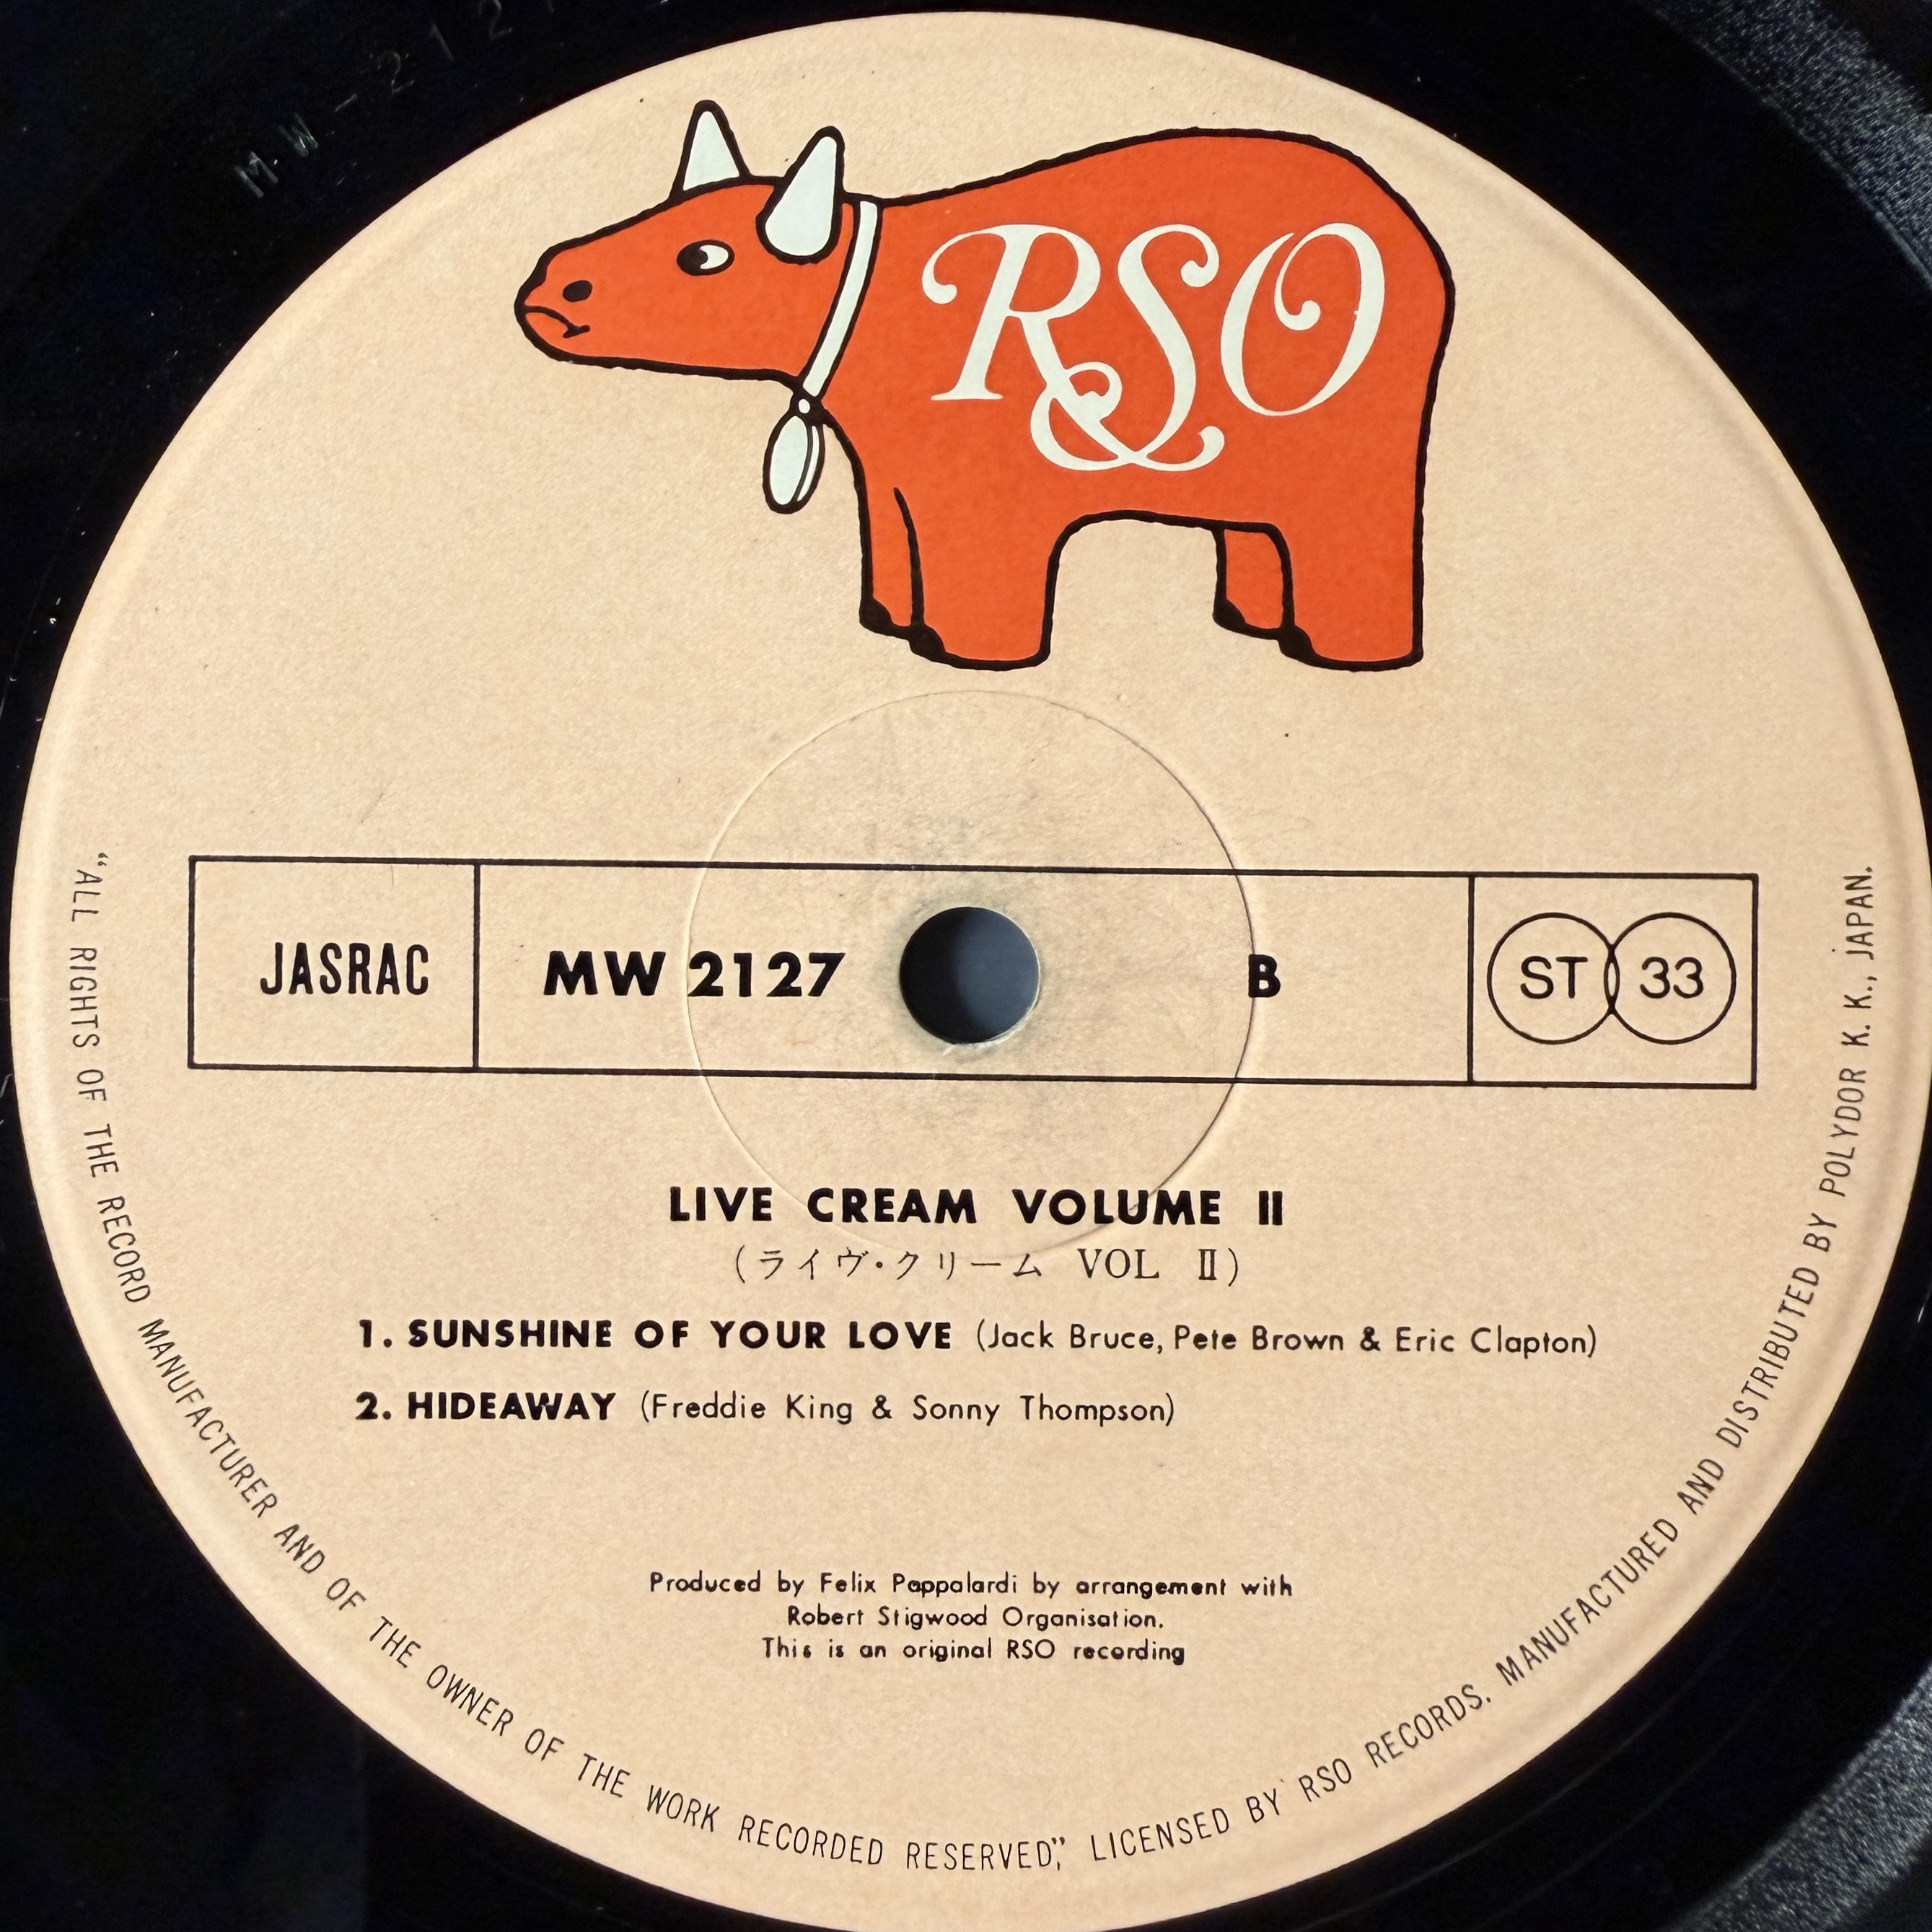 MW-212
RSO
JASRAC MW 2127 B ST 33
LIVE CREAM VOLUME II
(ライヴ・クリーム VOL Ⅱ)
1. SUNSHINE OF YOUR LOVE (Jack Bruce, Pete Brown & Eric Clapton)
2. HIDEAWAY (Freddie King & Sonny Thompson)
Produced by Felix Pappalardi by arrangement with
Robert Stigwood Organisation.
This is an original RSO recording
"ALL RIGHTS OF THE RECORD MANUFACTURER AND OF THE OWNER OF THE WORK RECORDED RESERVED," LICENSED BY RSO RECORDS. MANUFACTURED AND DISTRIBUTED BY POLYDOR K. K., JAPAN.